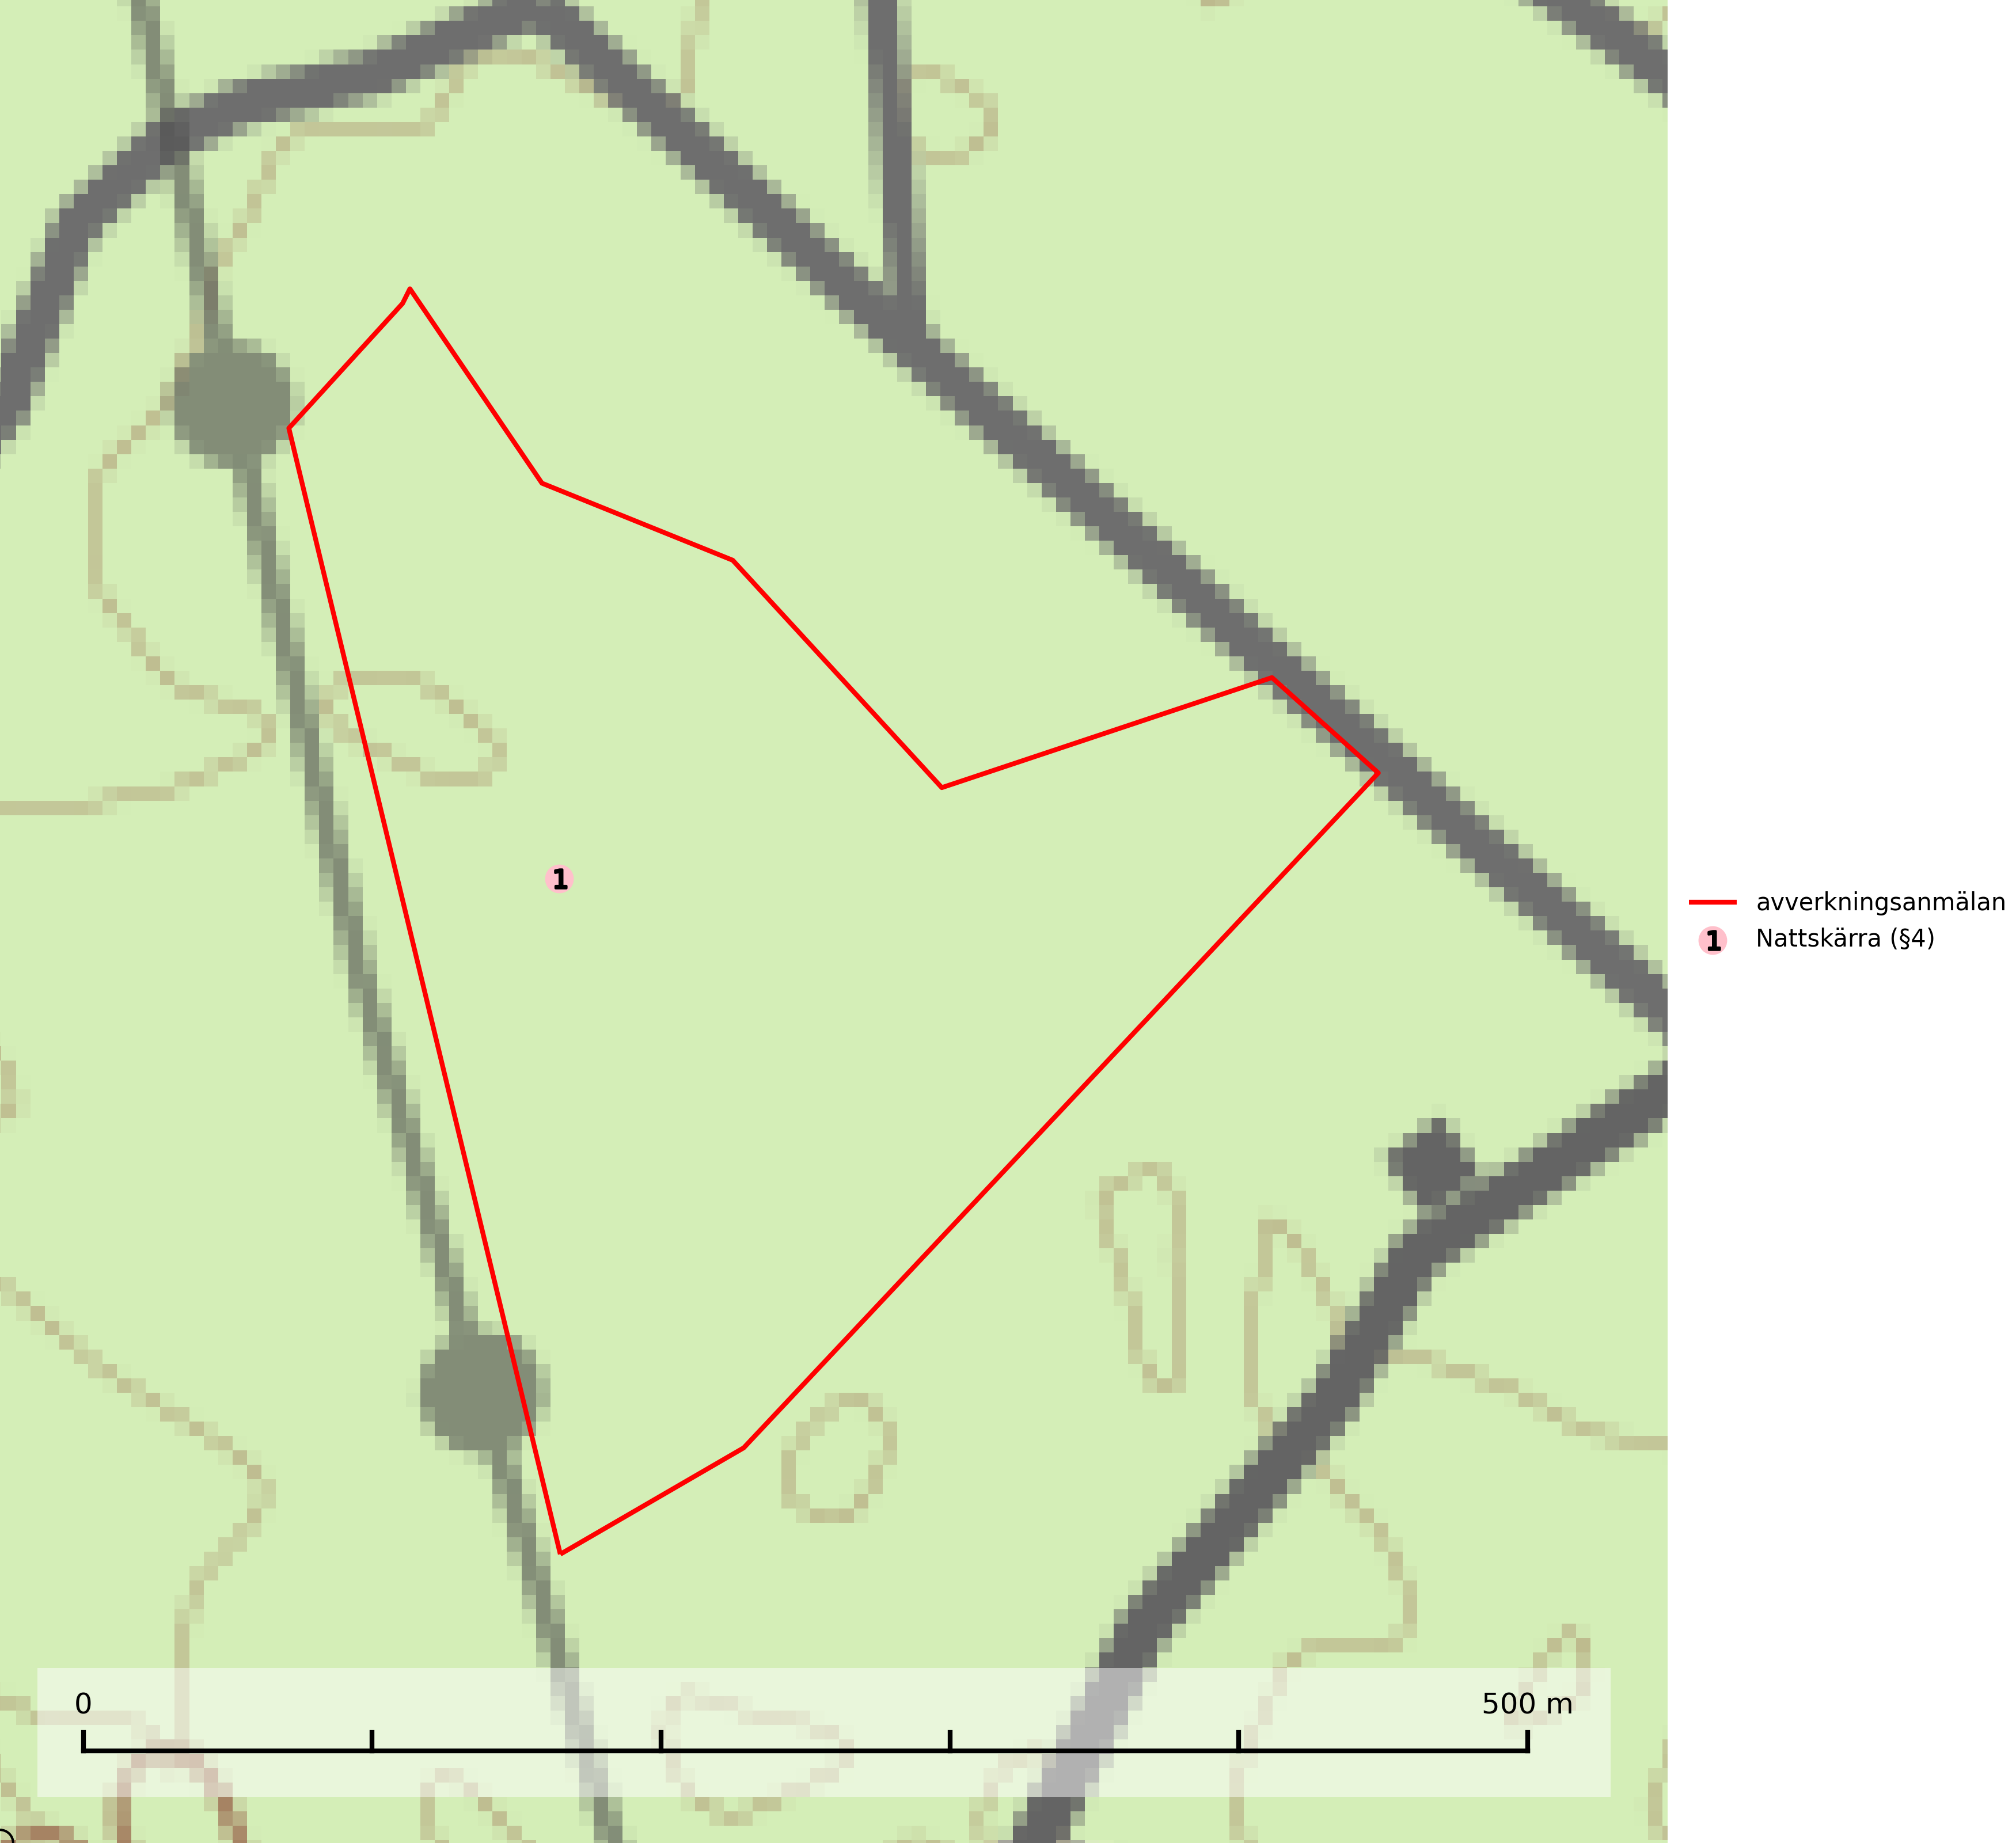 1
avverkningsanmälan
1 Nattskärra (§4)
0 500 m